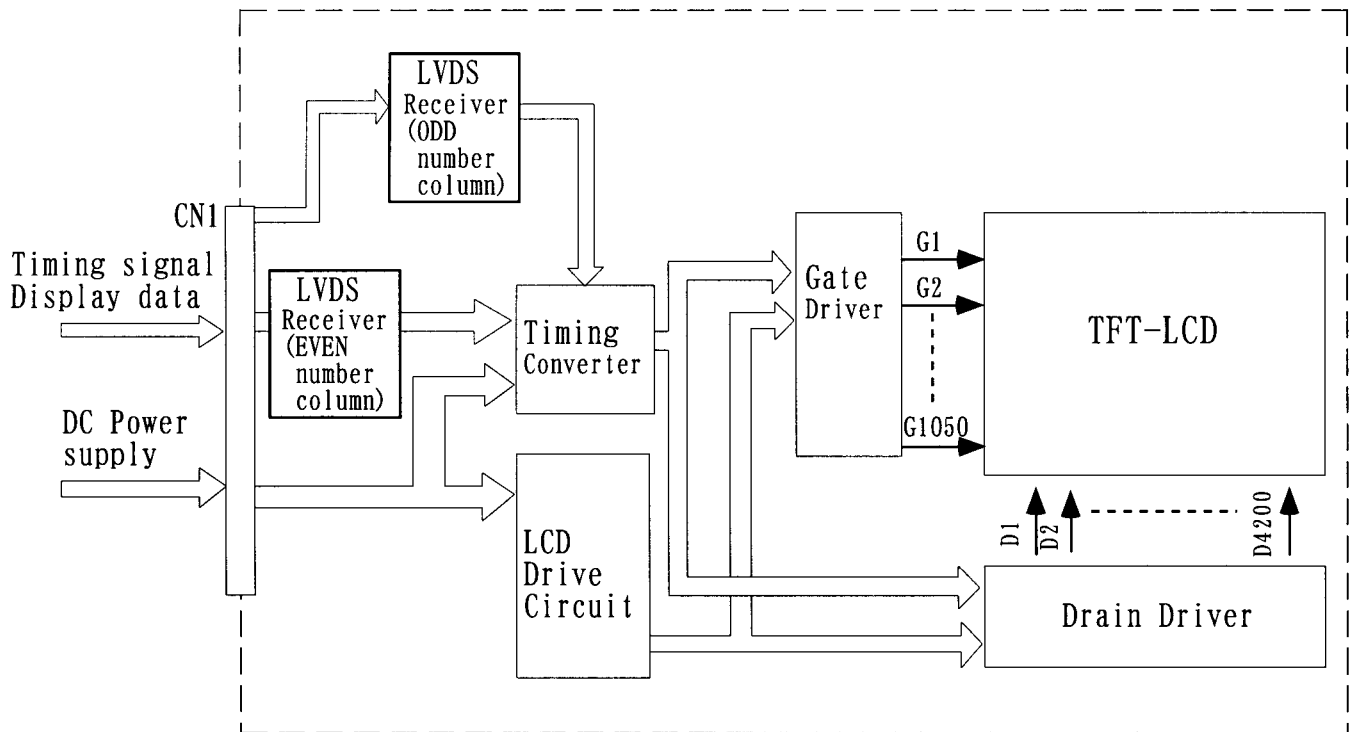 LVDS
Receiver
(ODD
number
column)
CN1
Timing signal
Display data
LVDS
Receiver
(EVEN
number
column)
Timing
Converter
Gate
Driver
G1
G2
G1050
TFT-LCD
DC Power
supply
LCD
Drive
Circuit
D1
D2
D4200
Drain Driver